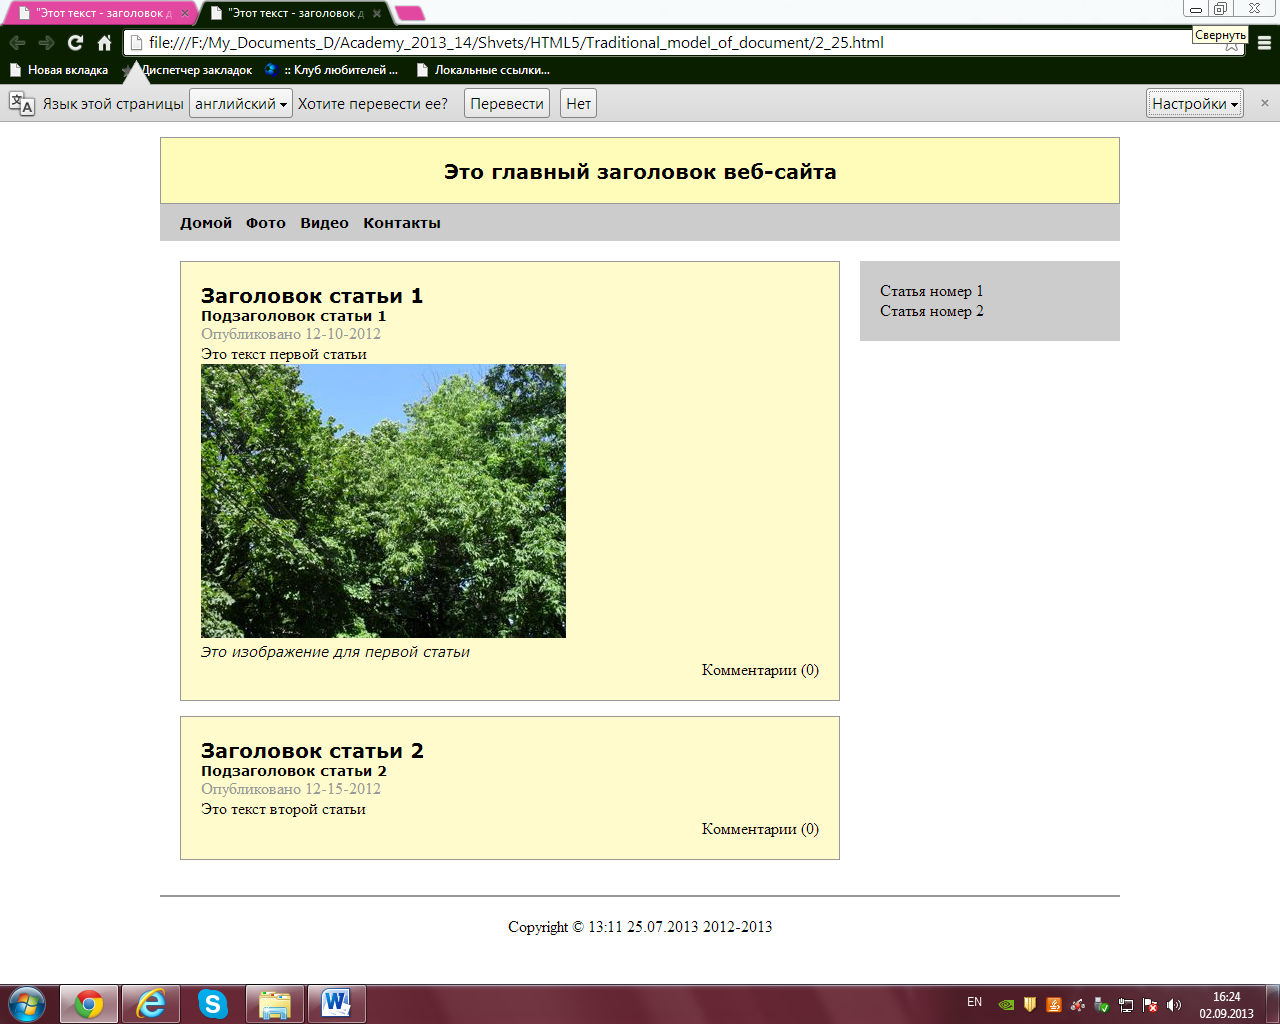 "Этот текст - заголовок д
"Этот текст - заголовок д
file:///F:/My_Documents_D/Academy_2013_14/Shvets/HTML5/Traditional_model_of_document/2_25.html
Свернуть
Новая вкладка
Диспетчер закладок
:: Клуб любителей ...
Локальные ссылки...
Язык этой страницы английский Хотите перевести ее? Перевести Нет Настройки
Это главный заголовок веб-сайта
Домой Фото Видео Контакты
Заголовок статьи 1
Подзаголовок статьи 1
Опубликовано 12-10-2012
Это текст первой статьи
Это изображение для первой статьи
Комментарии (0)
Статья номер 1
Статья номер 2
Заголовок статьи 2
Подзаголовок статьи 2
Опубликовано 12-15-2012
Это текст второй статьи
Комментарии (0)
Copyright © 13:11 25.07.2013 2012-2013
EN
16:24
02.09.2013